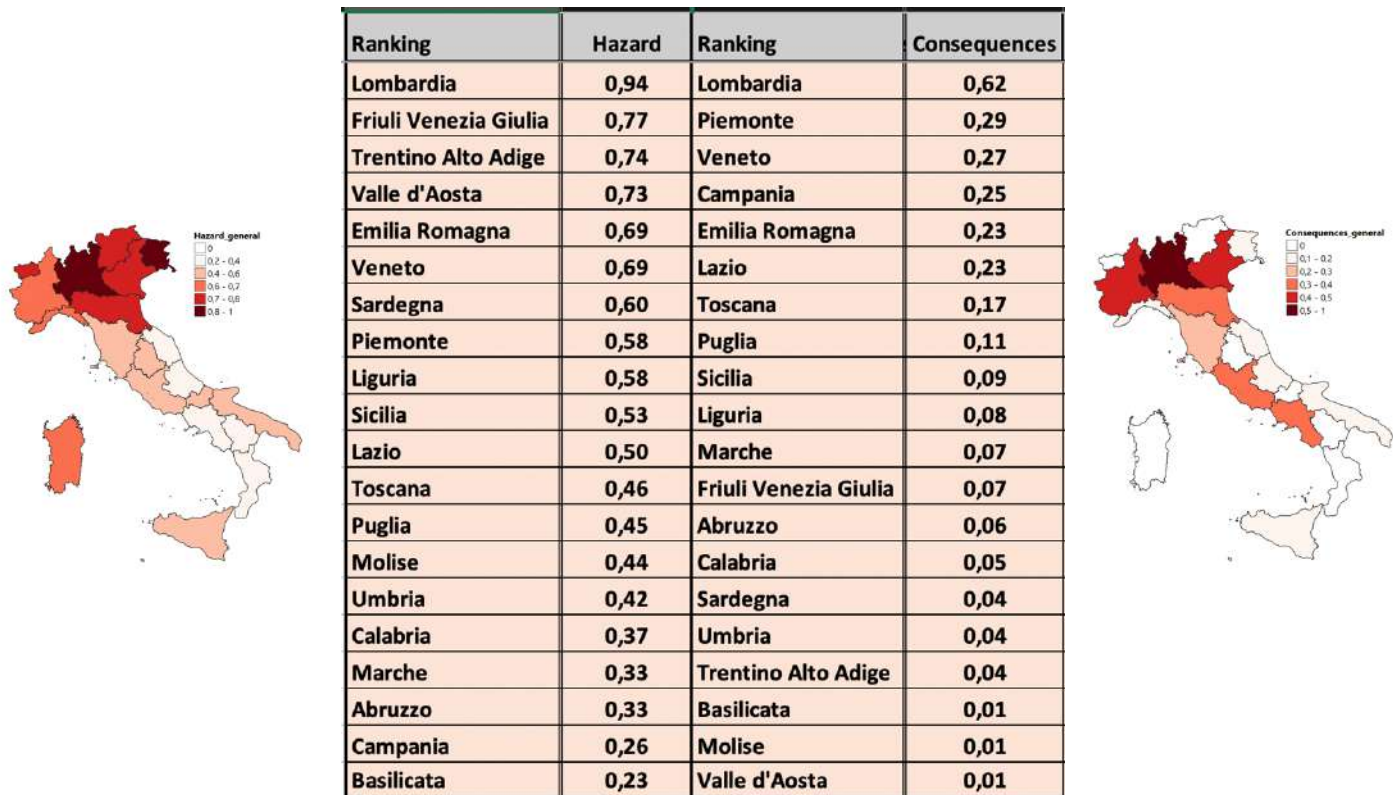 Ranking Hazard Ranking Consequences
Lombardia 0,94 Lombardia 0,62
Friuli Venezia Giulia 0,77 Piemonte 0,29
Trentino Alto Adige 0,74 Veneto 0,27
Valle d'Aosta 0,73 Campania 0,25
Emilia Romagna 0,69 Emilia Romagna 0,23
Veneto 0,69 Lazio 0,23
Sardegna 0,60 Toscana 0,17
Piemonte 0,58 Puglia 0,11
Liguria 0,58 Sicilia 0,09
Sicilia 0,53 Liguria 0,08
Lazio 0,50 Marche 0,07
Toscana 0,46 Friuli Venezia Giulia 0,07
Puglia 0,45 Abruzzo 0,06
Molise 0,44 Calabria 0,05
Umbria 0,42 Sardegna 0,04
Calabria 0,37 Umbria 0,04
Marche 0,33 Trentino Alto Adige 0,04
Abruzzo 0,33 Basilicata 0,01
Campania 0,26 Molise 0,01
Basilicata 0,23 Valle d'Aosta 0,01
Hazard_general
0
0,2 - 0,4
0,4 - 0,6
0,6 - 0,7
0,7 - 0,8
0,8 - 1
Consequences_general
0
0,1 - 0,2
0,2 - 0,3
0,3 - 0,4
0,4 - 0,5
0,5 - 1